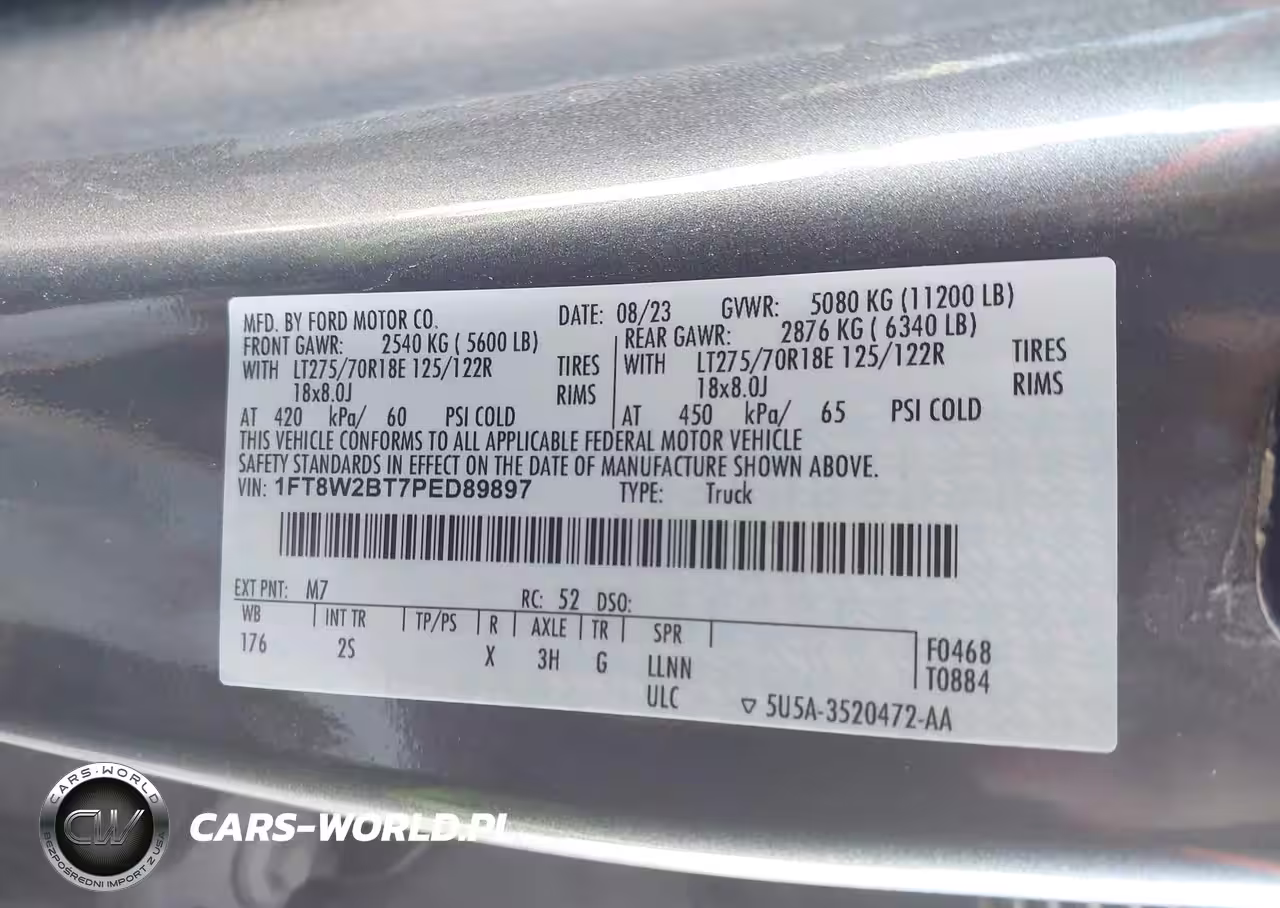 MFD. BY FORD MOTOR CO. DATE: 08/23 GVWR: 5080 KG (11200 LB)
FRONT GAWR: 2540 KG ( 5600 LB) REAR GAWR: 2876 KG ( 6340 LB)
WITH LT275/70R18E 125/122R TIRES WITH LT275/70R18E 125/122R TIRES
18x8.0J RIMS 18x8.0J RIMS
AT 420 kPa/ 60 PSI COLD AT 450 kPa/ 65 PSI COLD
THIS VEHICLE CONFORMS TO ALL APPLICABLE FEDERAL MOTOR VEHICLE
SAFETY STANDARDS IN EFFECT ON THE DATE OF MANUFACTURE SHOWN ABOVE.
VIN: 1FT8W2BT7PED89897 TYPE: Truck
EXT PNT: M7 RC: 52 DSO:
WB INT TR TP/PS R AXLE TR SPR
176 2S X 3H G LLNN
ULC
F0468
T0884
▽ 5U5A-3520472-AA
CARS-WORLD
CW
BEZPOŚREDNI IMPORT Z USA
CARS-WORLD.PL